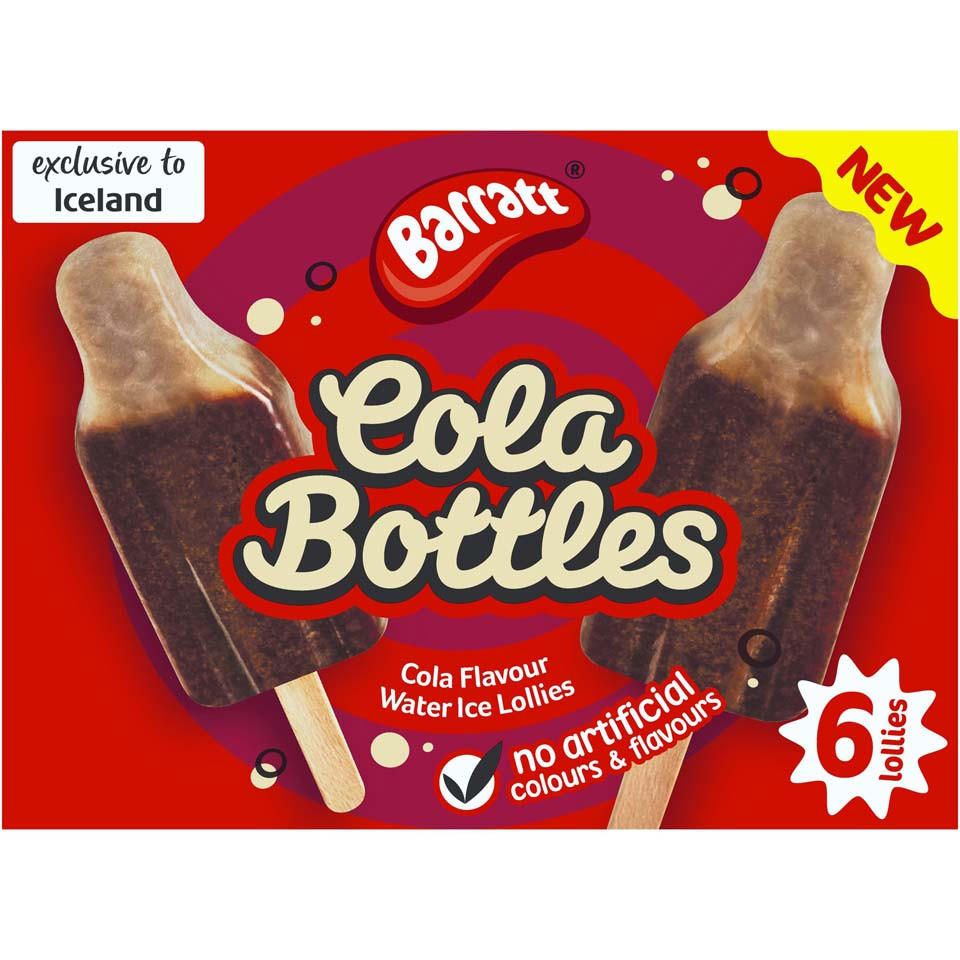 exclusive to
Iceland
Barratt®
NEW
Cola
Bottles
Cola Flavour
Water Ice Lollies
no artificial
colours & flavours
6
lollies